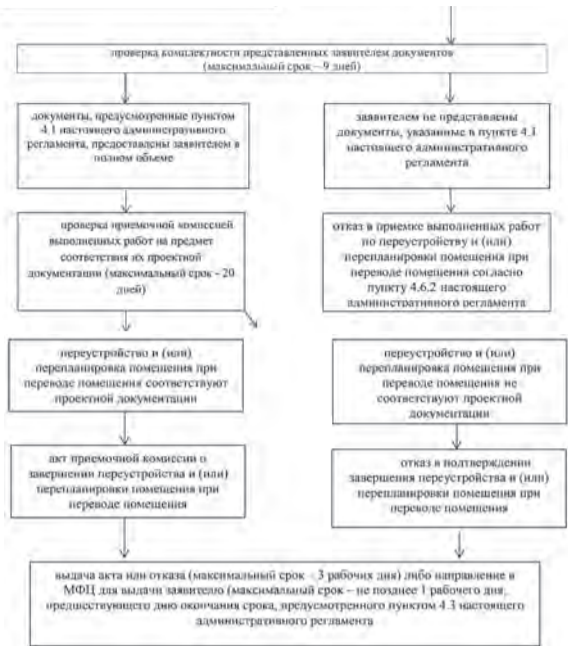 проверка комплектности представленных заявителем документов
(максимальный срок – 9 дней)
документы, предусмотренные пунктом
4.1 настоящего административного
регламента, предоставлены заявителем в
полном объеме
заявителем не представлены
документы, указанные в пункте 4.1
настоящего административного
регламента
проверка приемочной комиссией
выполненных работ на предмет
соответствия их проектной
документации (максимальный срок - 20
дней)
отказ в приемке выполненных работ
по переустройству и (или)
перепланировки помещения при
переводе помещения согласно
пункту 4.6.2 настоящего
административного регламента
переустройство и (или)
перепланировка помещения при
переводе помещения соответствуют
проектной документации
переустройство и (или)
перепланировка помещения при
переводе помещения не
соответствуют проектной
документации
акт приемочной комиссии о
завершении переустройства и (или)
перепланировки помещения при
переводе помещения
отказ в подтверждении
завершения переустройства и (или)
перепланировки помещения при
переводе помещения
выдача акта или отказа (максимальный срок – 3 рабочих дня) либо направление в
МФЦ для выдачи заявителю (максимальный срок – не позднее 1 рабочего дня,
предшествующего дню окончания срока, предусмотренного пунктом 4.3 настоящего
административного регламента